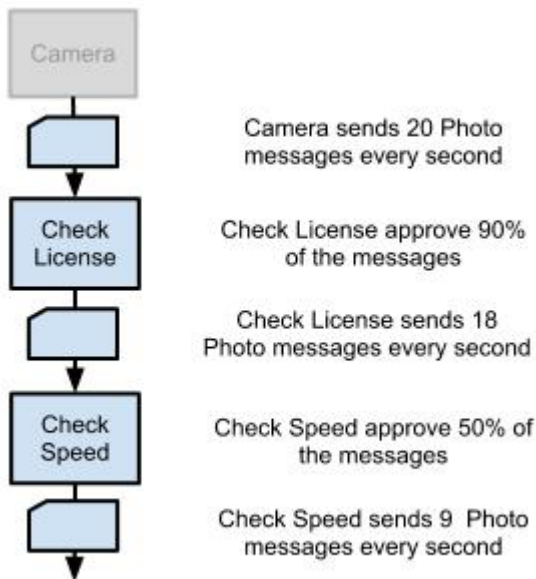 Camera
Camera sends 20 Photo
messages every second
Check
License
Check License approve 90%
of the messages
Check License sends 18
Photo messages every second
Check
Speed
Check Speed approve 50% of
the messages
Check Speed sends 9  Photo
messages every second